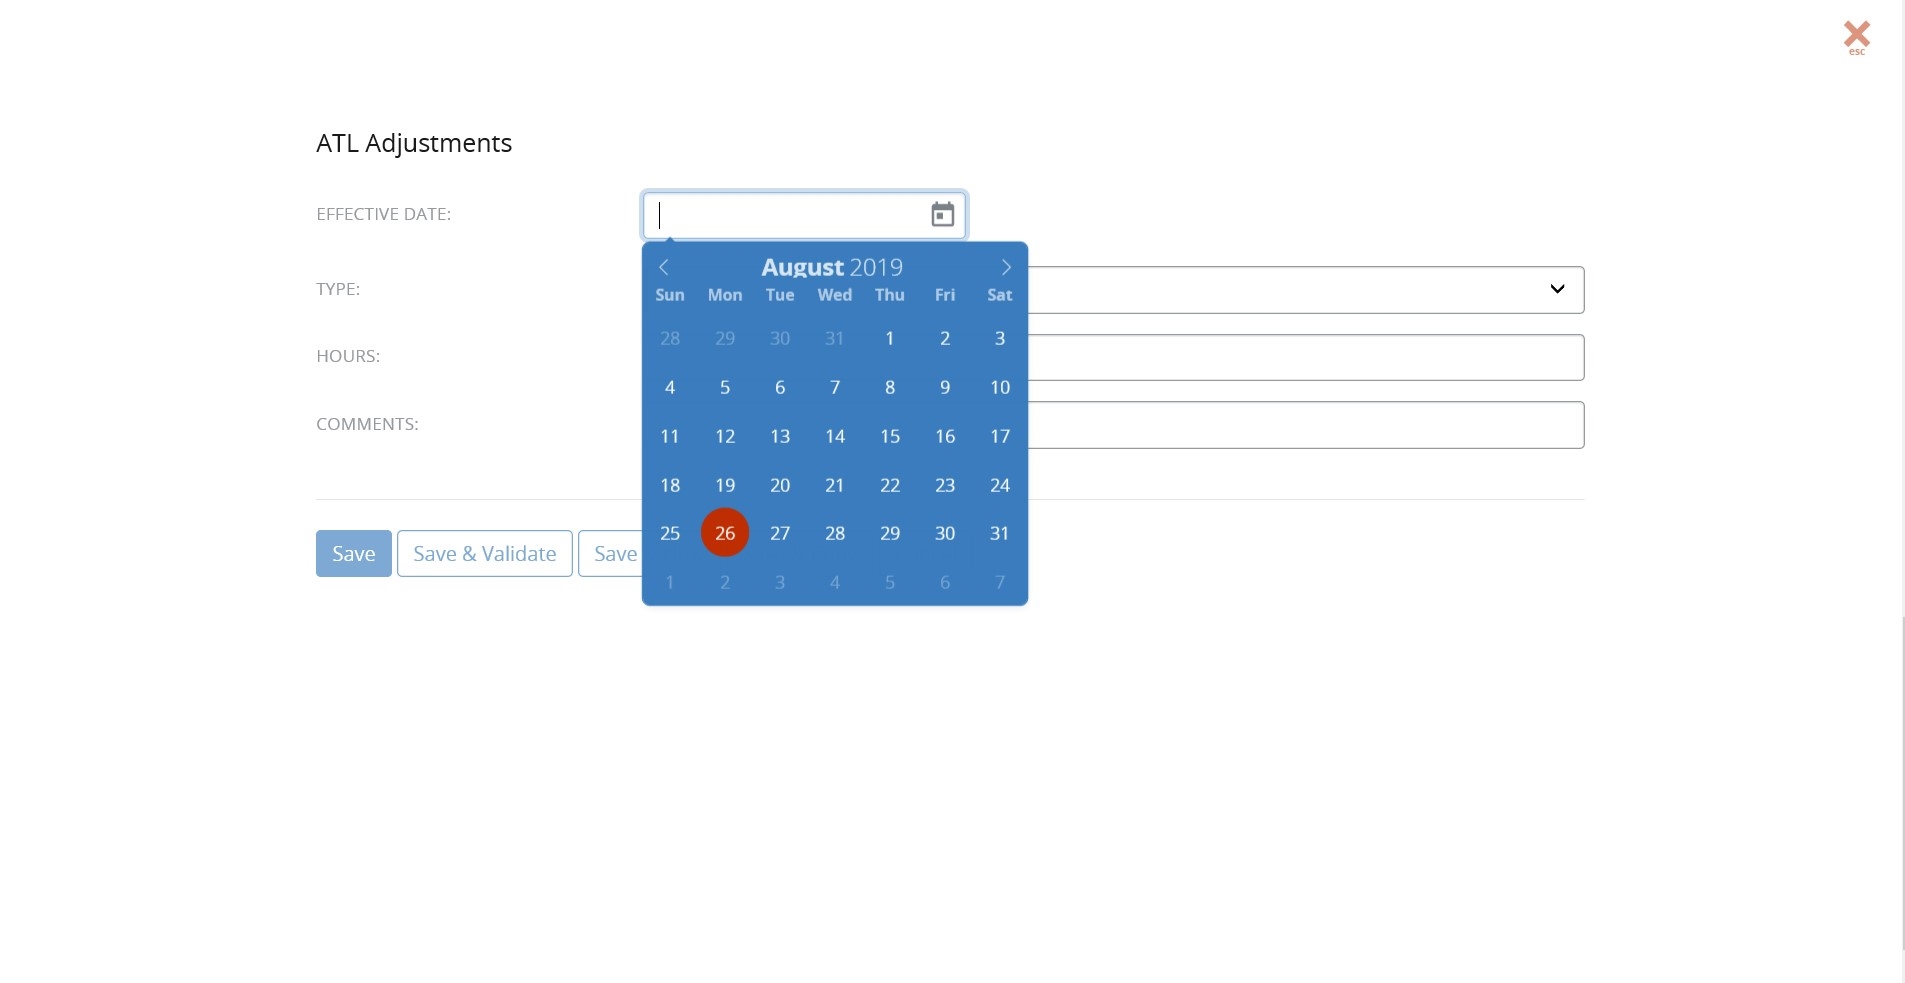 esc
ATL Adjustments
EFFECTIVE DATE:
August 2019
Sun Mon Tue Wed Thu Fri Sat
28 29 30 31 1 2 3
4 5 6 7 8 9 10
11 12 13 14 15 16 17
18 19 20 21 22 23 24
25 26 27 28 29 30 31
1 2 3 4 5 6 7
TYPE:
HOURS:
COMMENTS:
Save Save & Validate Save